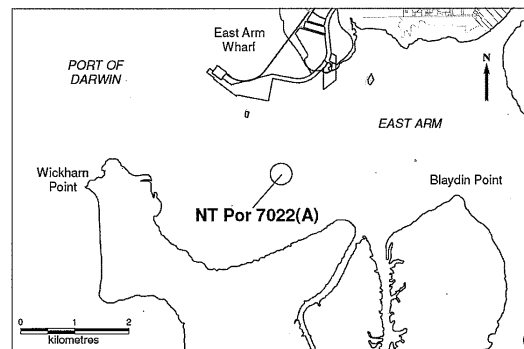 East Arm
Wharf
PORT OF
DARWIN
N
EAST ARM
Wickham
Point
Blaydin Point
NT Por 7022(A)
0 1 2
kilometres